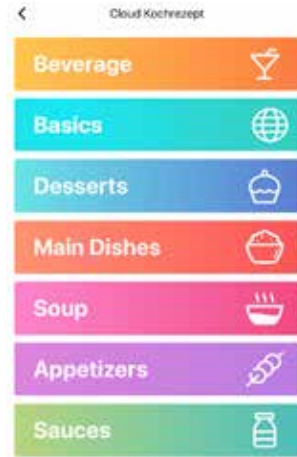 Cloud Kochrezept
Beverage
Basics
Desserts
Main Dishes
Soup
Appetizers
Sauces